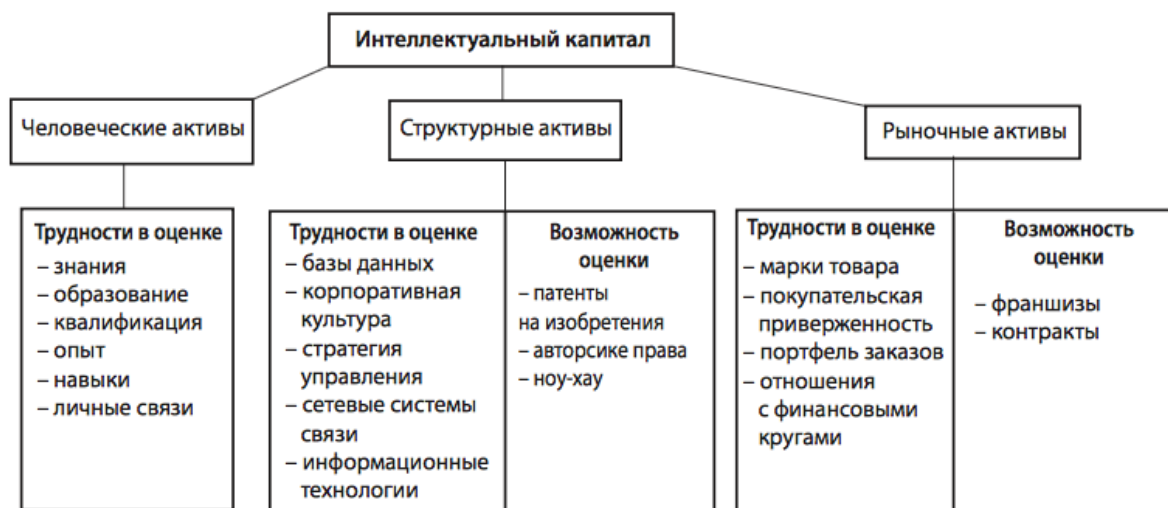 Интеллектуальный капитал
Человеческие активы
Структурные активы
Рыночные активы
Трудности в оценке
– знания
– образование
– квалификация
– опыт
– навыки
– личные связи
Трудности в оценке
– базы данных
– корпоративная
культура
– стратегия
управления
– сетевые системы
связи
– информационные
технологии
Возможность
оценки
– патенты
на изобретения
– авторсике права
– ноу-хау
Трудности в оценке
– марки товара
– покупательская
приверженность
– портфель заказов
– отношения
с финансовыми
кругами
Возможность
оценки
– франшизы
– контракты